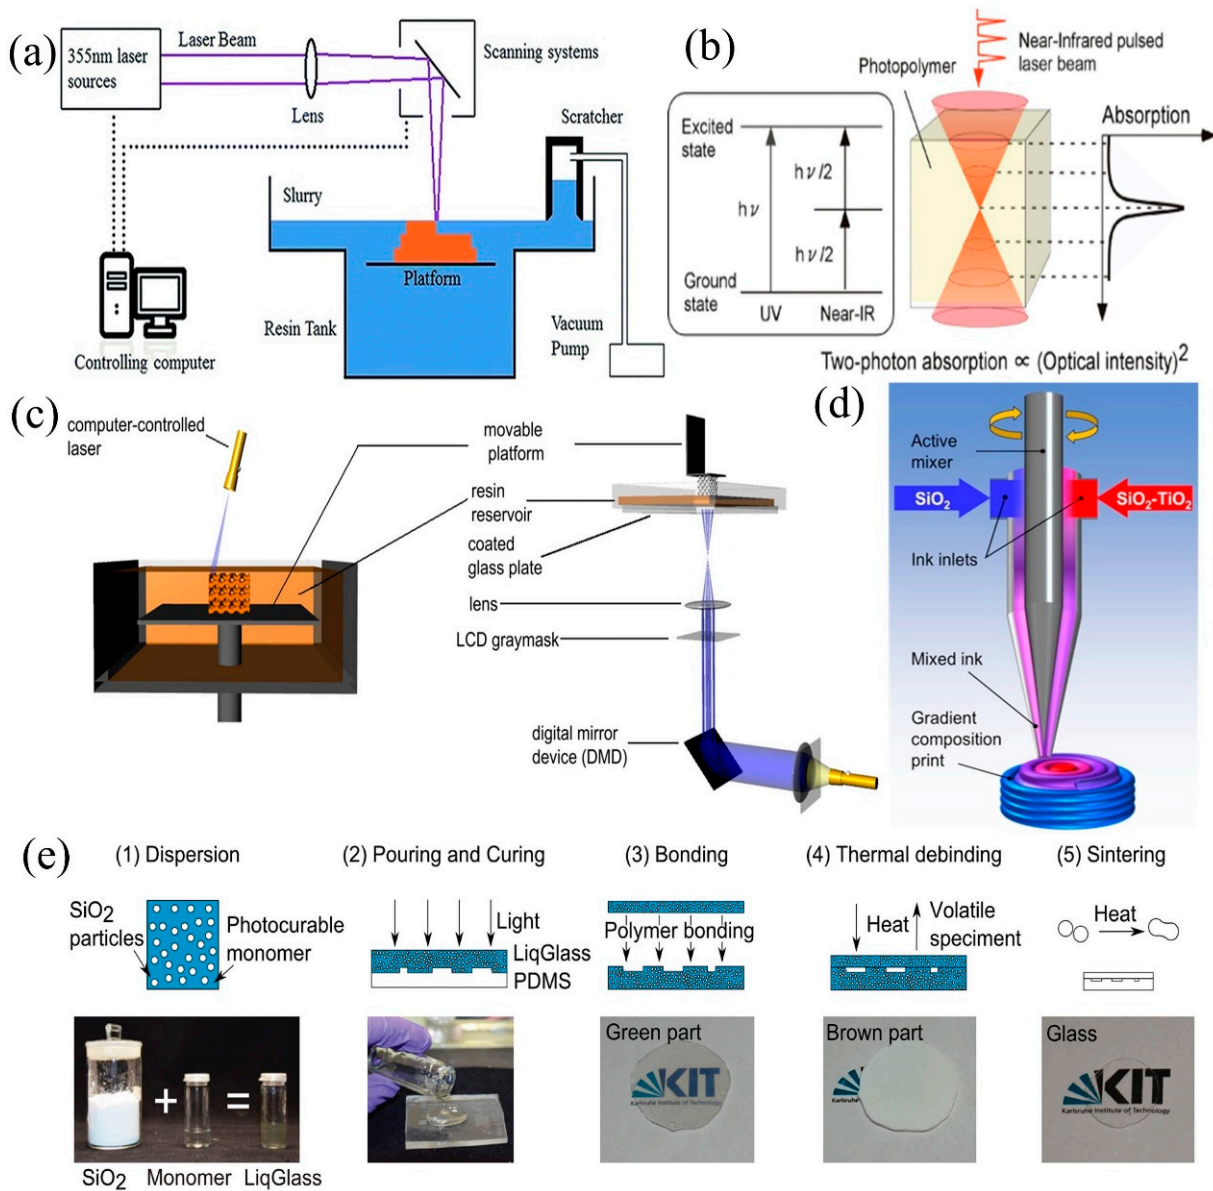 (a)
355nm laser
sources
Laser Beam
Lens
Scanning systems
Scratcher
Slurry
Platform
Resin Tank
Vacuum
Pump
Controlling computer
(b)
Near-Infrared pulsed
laser beam
Photopolymer
Absorption
Excited
state
hν/2
hν
hν/2
Ground
state
UV
Near-IR
Two-photon absorption ∝ (Optical intensity)²
(c)
computer-controlled
laser
movable
platform
resin
reservoir
coated
glass plate
lens
LCD graymask
digital mirror
device (DMD)
(d)
Active
mixer
SiO₂
SiO₂-TiO₂
Ink inlets
Mixed ink
Gradient
composition
print
(e)
(1) Dispersion
SiO₂
particles
Photocurable
monomer
SiO₂
Monomer
LiqGlass
+
=
(2) Pouring and Curing
Light
LiqGlass
PDMS
(3) Bonding
Polymer bonding
Green part
KIT
Karlsruhe Institute of Technology
(4) Thermal debinding
Heat
Volatile
speciment
Brown part
Karlsruhe
(5) Sintering
Heat
Glass
KIT
Karlsruhe Institute of Technology